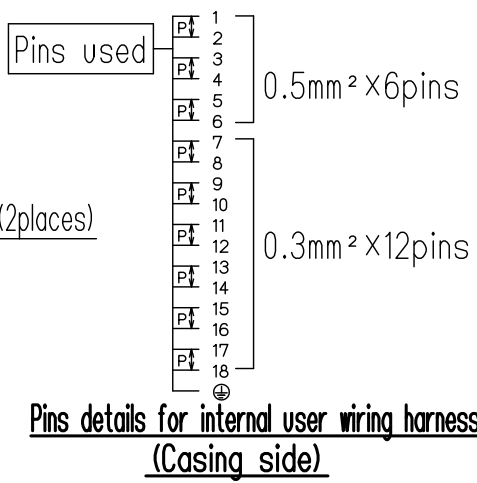 Pins used
P 1
2
P 3
4
P 5
6
0.5mm²×6pins
P 7
8
P 9
10
P 11
12
P 13
14
P 15
16
P 17
18
0.3mm²×12pins
(2places)
Pins details for internal user wiring harness
(Casing side)